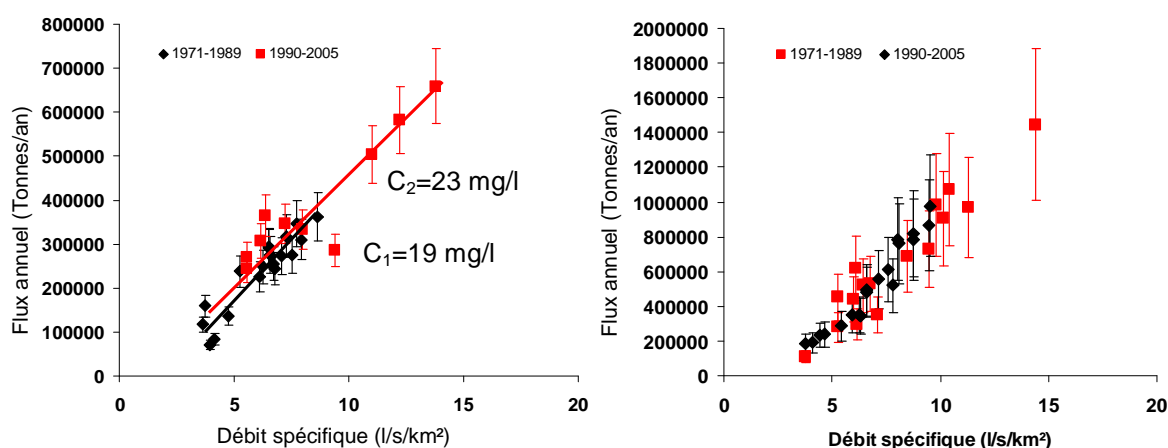 Flux annuel (Tonnes/an)
800000
700000
600000
500000
400000
300000
200000
100000
0
1971-1989 1990-2005
C₂=23 mg/l
C₁=19 mg/l
0 5 10 15 20
Débit spécifique (l/s/km²)
Flux annuel (Tonnes/an)
2000000
1800000
1600000
1400000
1200000
1000000
800000
600000
400000
200000
0
1971-1989 1990-2005
0 5 10 15 20
Débit spécifique (l/s/km²)